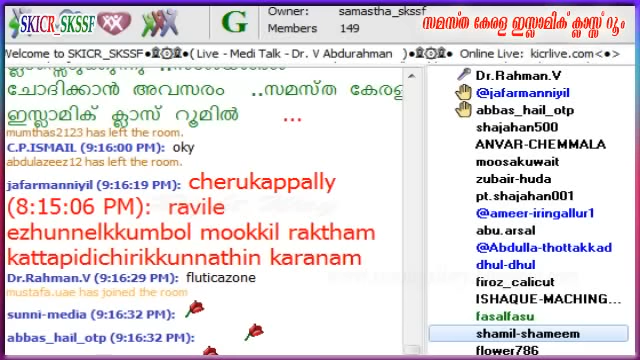 SKICR_SKSSF
G
Owner: samastha_skssf
Members 149
സമസ്ത കേരള ഇസ്ലാമിക് ക്ലാസ്സ് റൂം
Welcome to SKICR_SKSSF ( Live - Medi Talk - Dr.V Abdurahman ) Online Live: kicrlive.com <
ചോദിക്കാൻ അവസരം ..സമസ്ത കേരള
ഇസ്ലാമിക് ക്ലാസ് റൂമിൽ ...
mumthas2123 has left the room.
C.P.ISMAIL (9:16:00 PM): oky
abdulazeez12 has left the room.
jafarmanniyil (9:16:19 PM): cherukappally
(8:15:06 PM): ravile
ezhunnelkkumbol mookkil raktham
kattapidichirikkunnathin karanam
Dr.Rahman.V (9:16:29 PM): fluticazone
mustafa.uae has joined the room
sunni-media (9:16:32 PM):
abbas_hail_otp (9:16:32 PM):
Dr.Rahman.V
@jafarmanniyil
abbas_hail_otp
shajahan500
ANVAR-CHEMMALA
moosakuwait
zubair-huda
pt.shajahan001
@ameer-iringallur1
abu.arsal
@Abdulla-thottakkad
dhul-dhul
firoz_calicut
ISHAQUE-MACHING...
fasalfasu
shamil-shameem
flower786